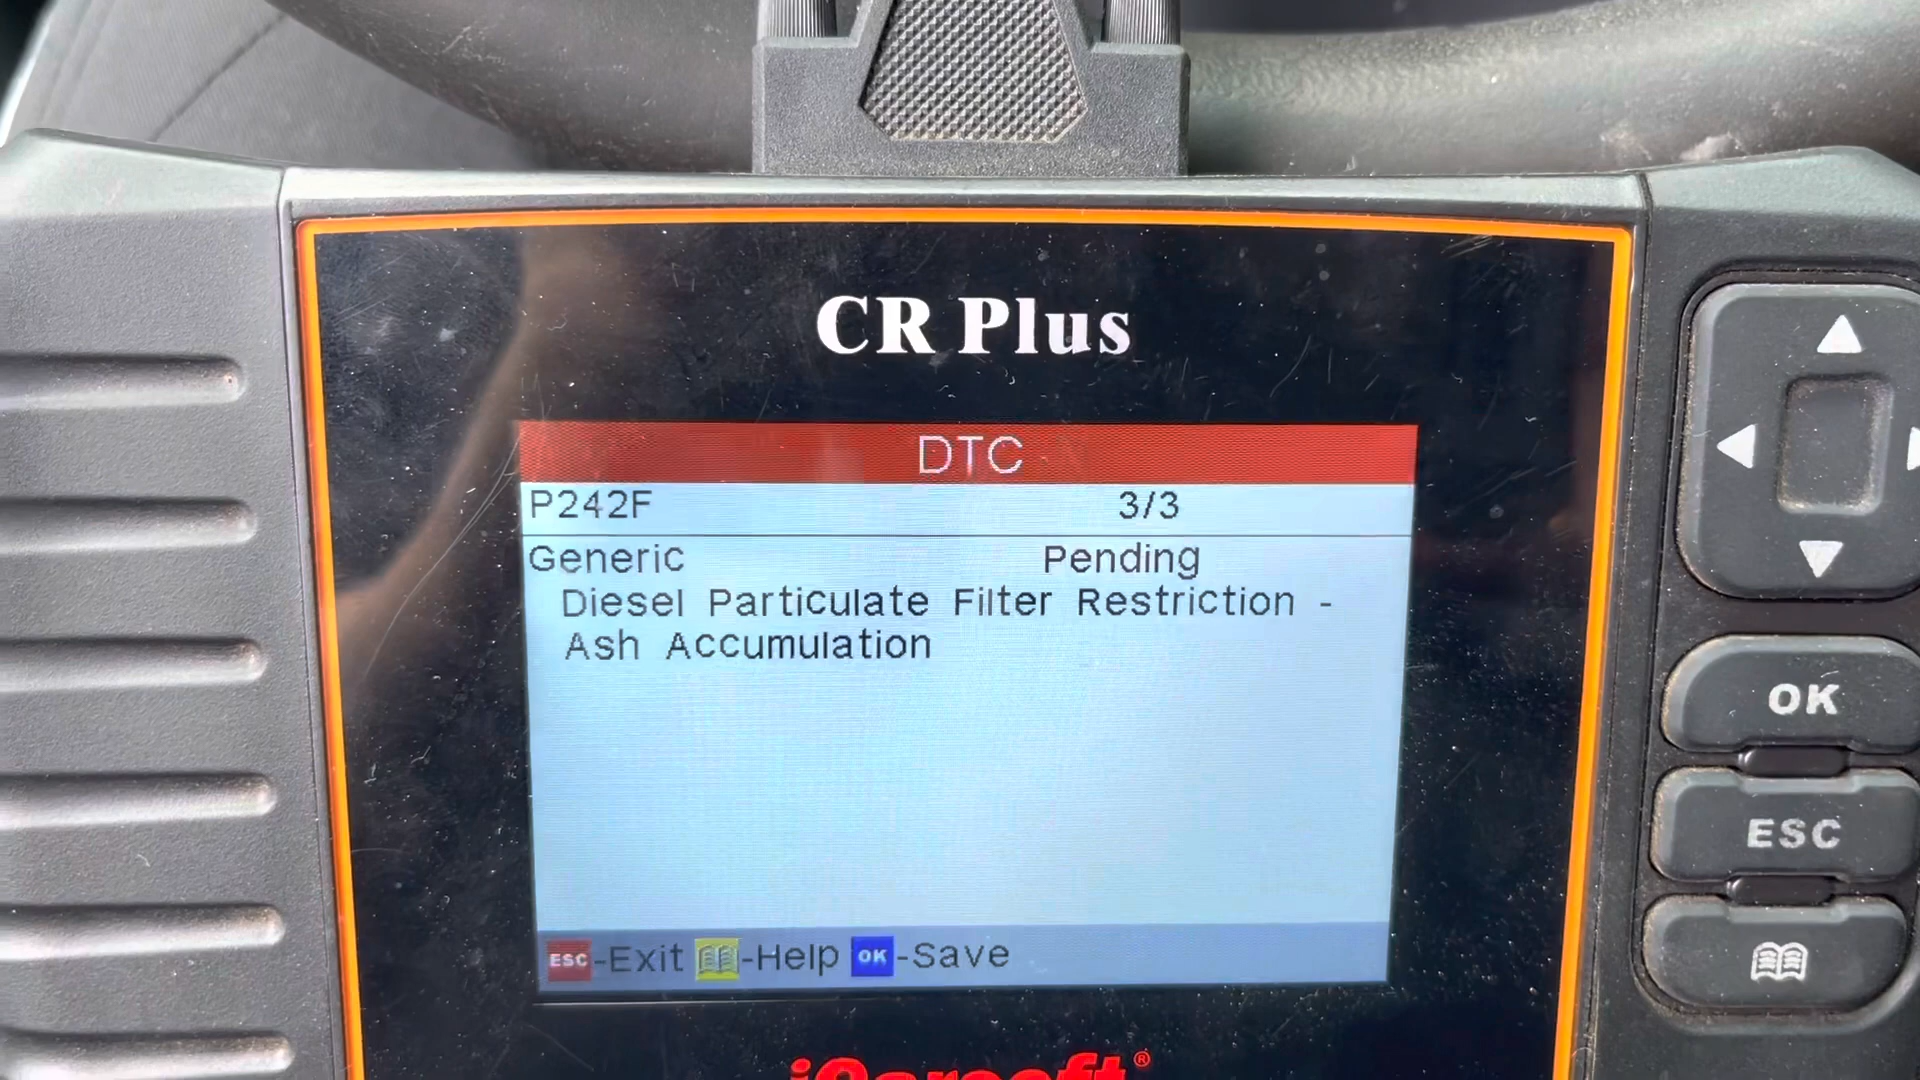 CR Plus
DTC
P242F 3/3
Generic Pending
Diesel Particulate Filter Restriction -
Ash Accumulation
ESC-Exit -Help OK-Save
OK
ESC
iCarsoft®